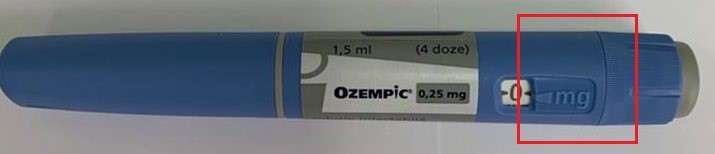 1,5 ml (4 doze)
OZEMPIC® 0,25 mg
0 mg